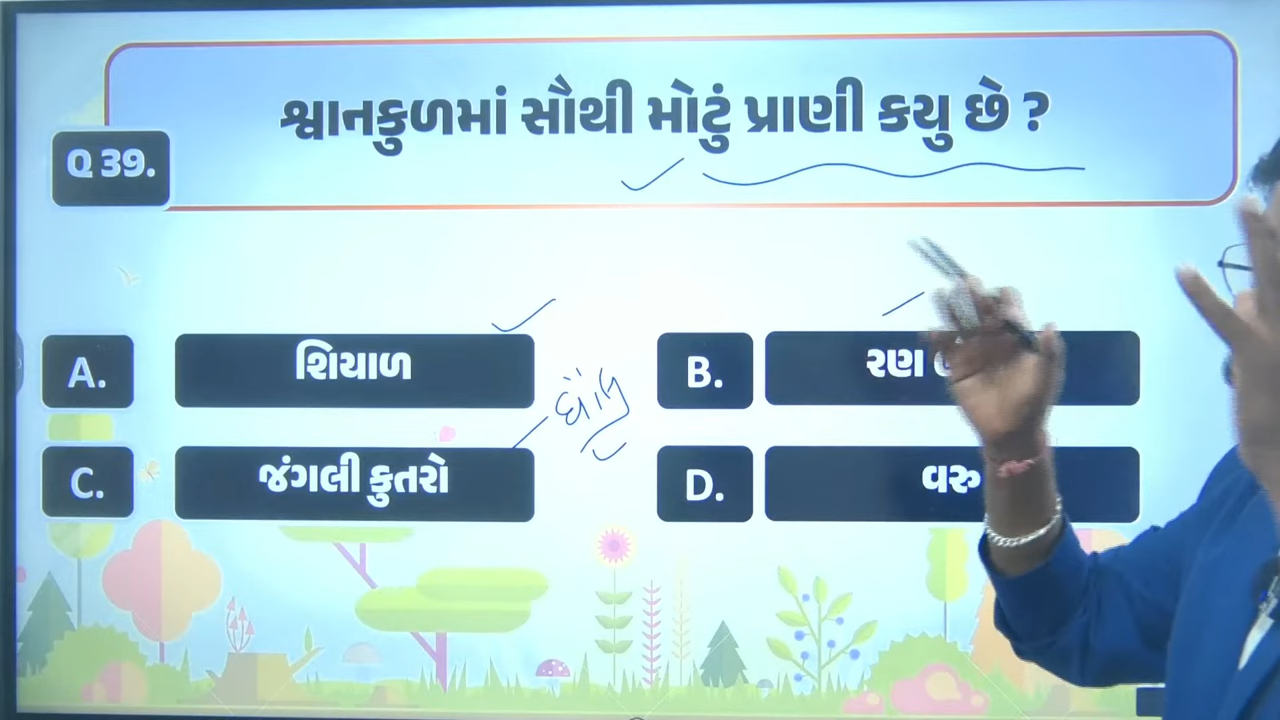 શ્વાનકુળમાં સૌથી મોટું પ્રાણી કયુ છે ?
Q 39.
A.
શિયાળ
B.
રણ
C.
જંગલી કુતરો
D.
વરુ